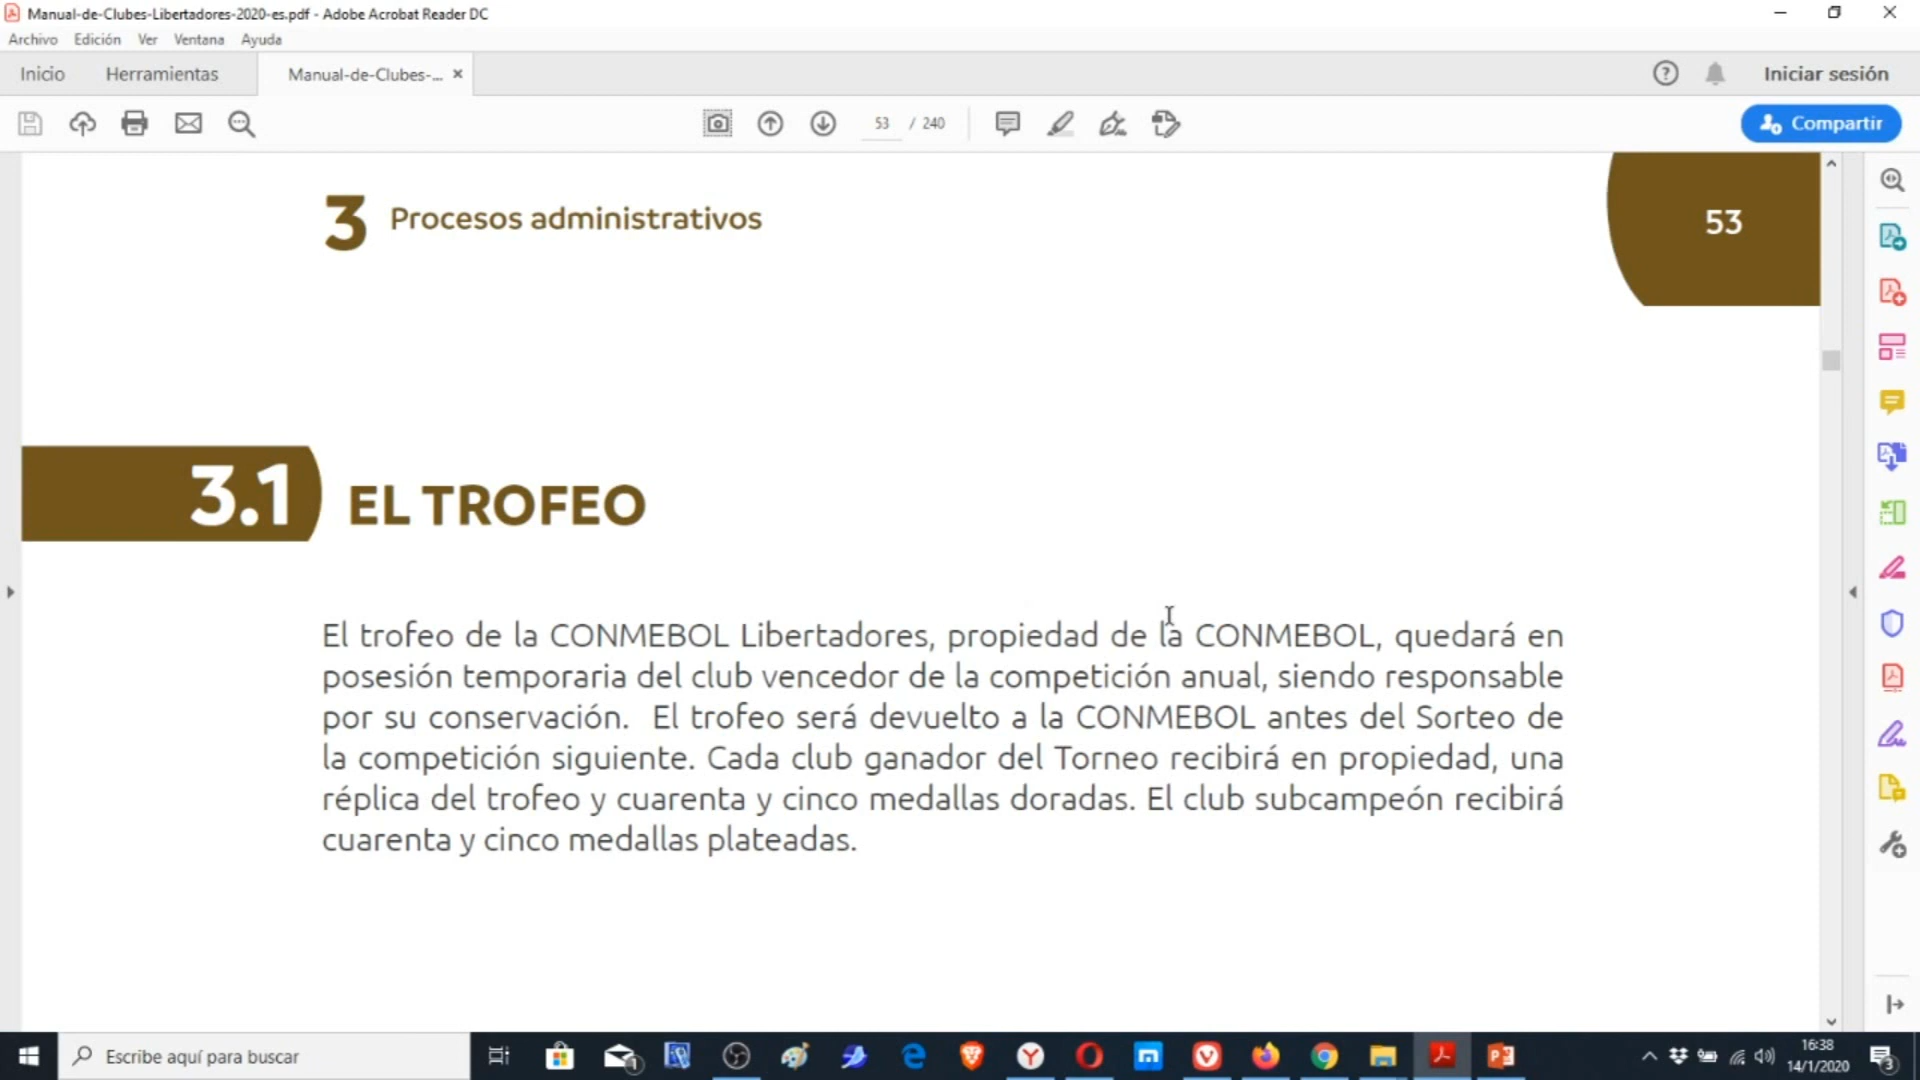 Manual-de-Clubes-Libertadores-2020-es.pdf - Adobe Acrobat Reader DC
Archivo Edición Ver Ventana Ayuda
Inicio Herramientas Manual-de-Clubes-... × Iniciar sesión
53 / 240 Compartir
3 Procesos administrativos 53
3.1 EL TROFEO
El trofeo de la CONMEBOL Libertadores, propiedad de la CONMEBOL, quedará en
posesión temporaria del club vencedor de la competición anual, siendo responsable
por su conservación. El trofeo será devuelto a la CONMEBOL antes del Sorteo de
la competición siguiente. Cada club ganador del Torneo recibirá en propiedad, una
réplica del trofeo y cuarenta y cinco medallas doradas. El club subcampeón recibirá
cuarenta y cinco medallas plateadas.
Escribe aquí para buscar
16:38
14/1/2020